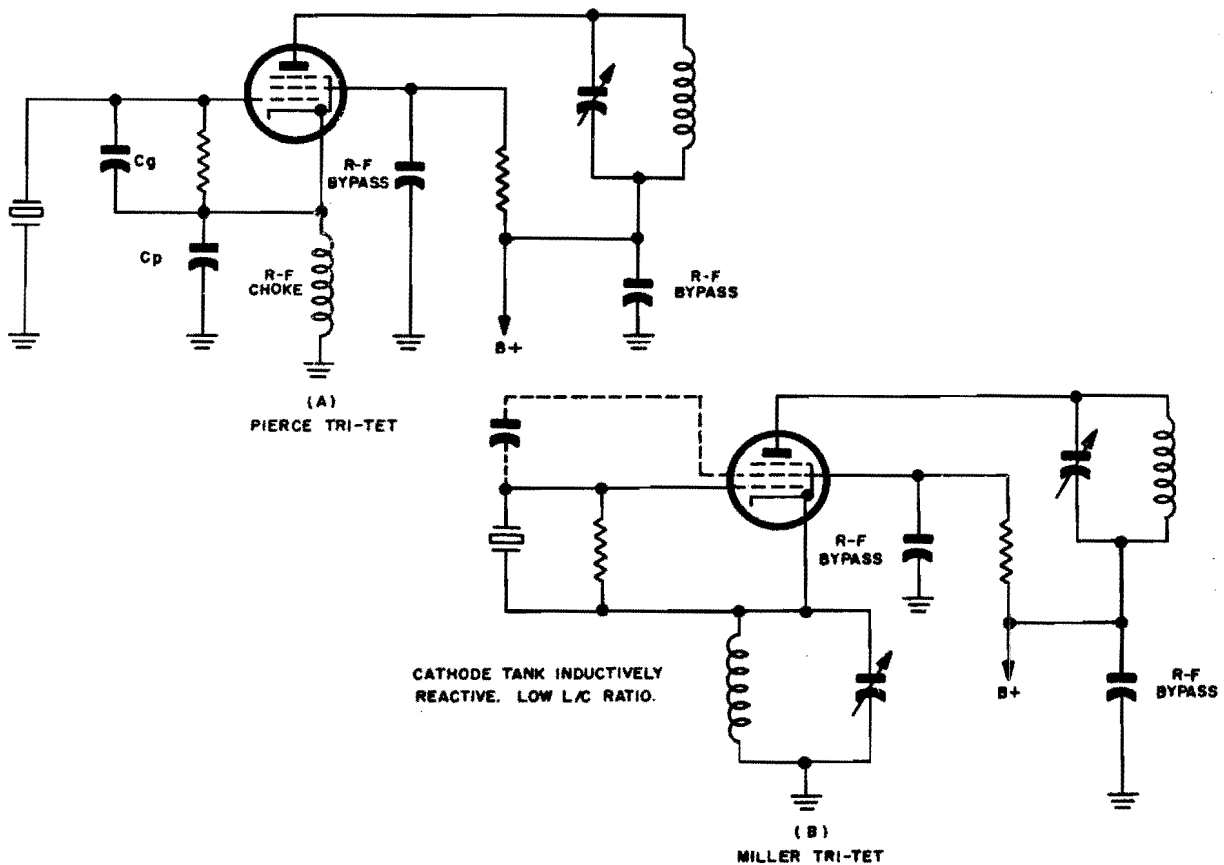 Cg
R-F
BYPASS
Cp
R-F
CHOKE
R-F
BYPASS
B+
(A)
PIERCE TRI-TET
R-F
BYPASS
CATHODE TANK INDUCTIVELY
REACTIVE. LOW L/C RATIO.
B+
R-F
BYPASS
(B)
MILLER TRI-TET